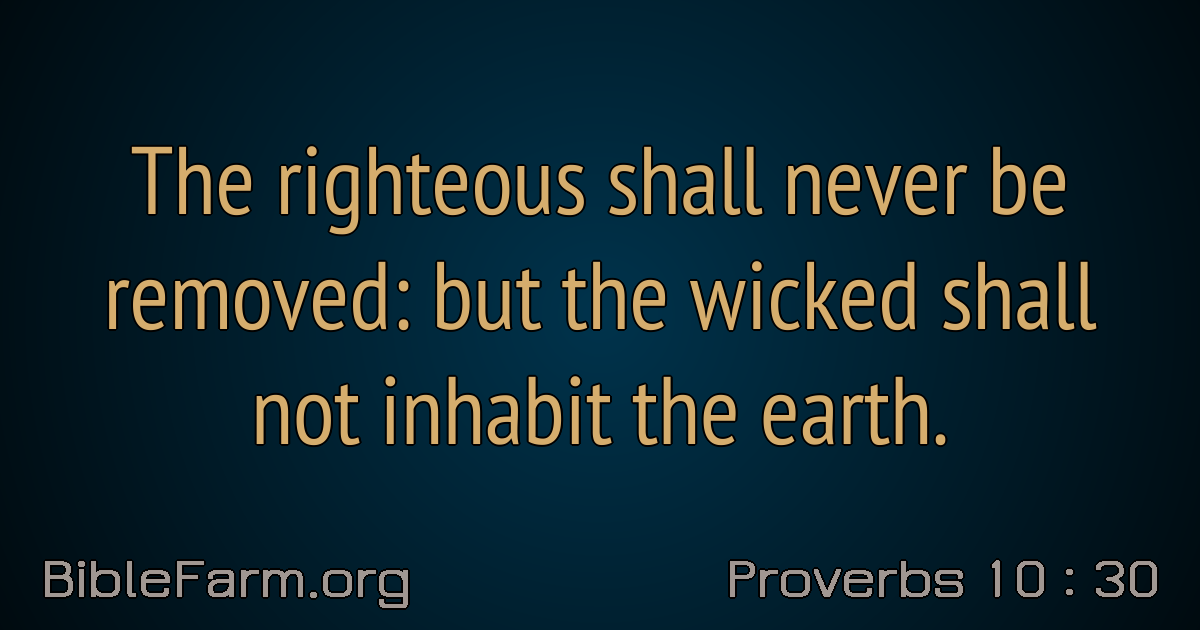 The righteous shall never be
removed: but the wicked shall
not inhabit the earth.
BibleFarm.org
Proverbs 10 : 30